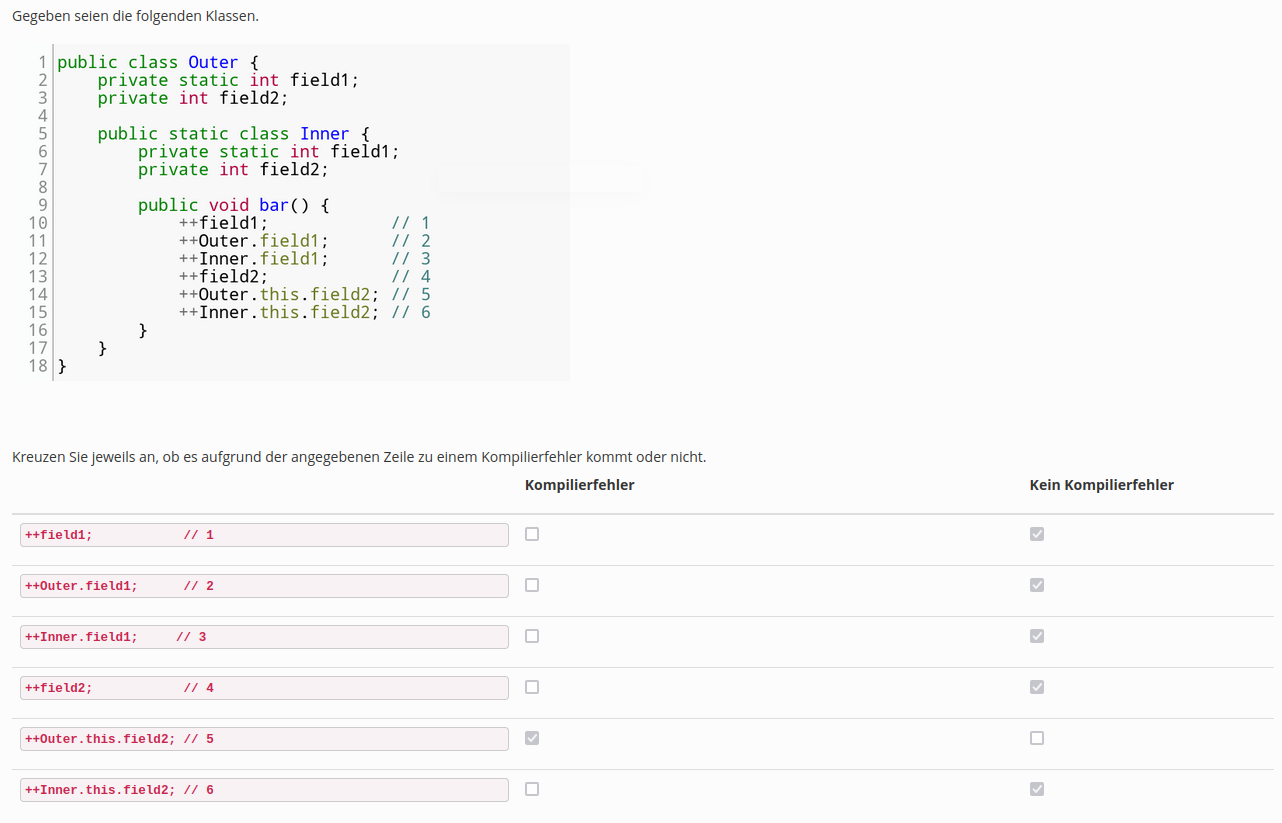 Gegeben seien die folgenden Klassen.
1 public class Outer {
2     private static int field1;
3     private int field2;
4
5     public static class Inner {
6         private static int field1;
7         private int field2;
8
9         public void bar() {
10             ++field1;            // 1
11             ++Outer.field1;      // 2
12             ++Inner.field1;      // 3
13             ++field2;            // 4
14             ++Outer.this.field2; // 5
15             ++Inner.this.field2; // 6
16         }
17     }
18 }
Kreuzen Sie jeweils an, ob es aufgrund der angegebenen Zeile zu einem Kompilierfehler kommt oder nicht.
Kompilierfehler Kein Kompilierfehler
++field1;            // 1
++Outer.field1;      // 2
++Inner.field1;     // 3
++field2;            // 4
++Outer.this.field2; // 5
++Inner.this.field2; // 6